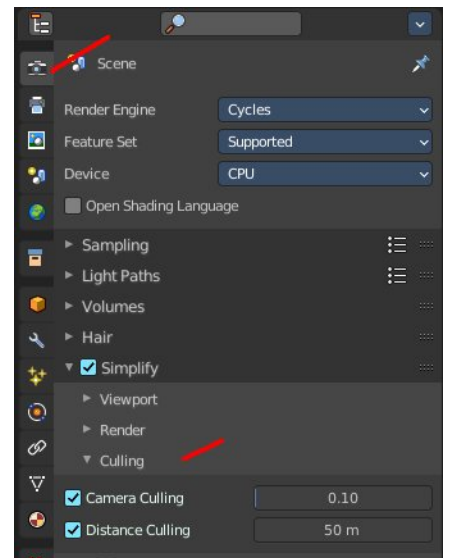 Scene
Render Engine Cycles
Feature Set Supported
Device CPU
Open Shading Language
Sampling
Light Paths
Volumes
Hair
Simplify
Viewport
Render
Culling
Camera Culling 0.10
Distance Culling 50 m